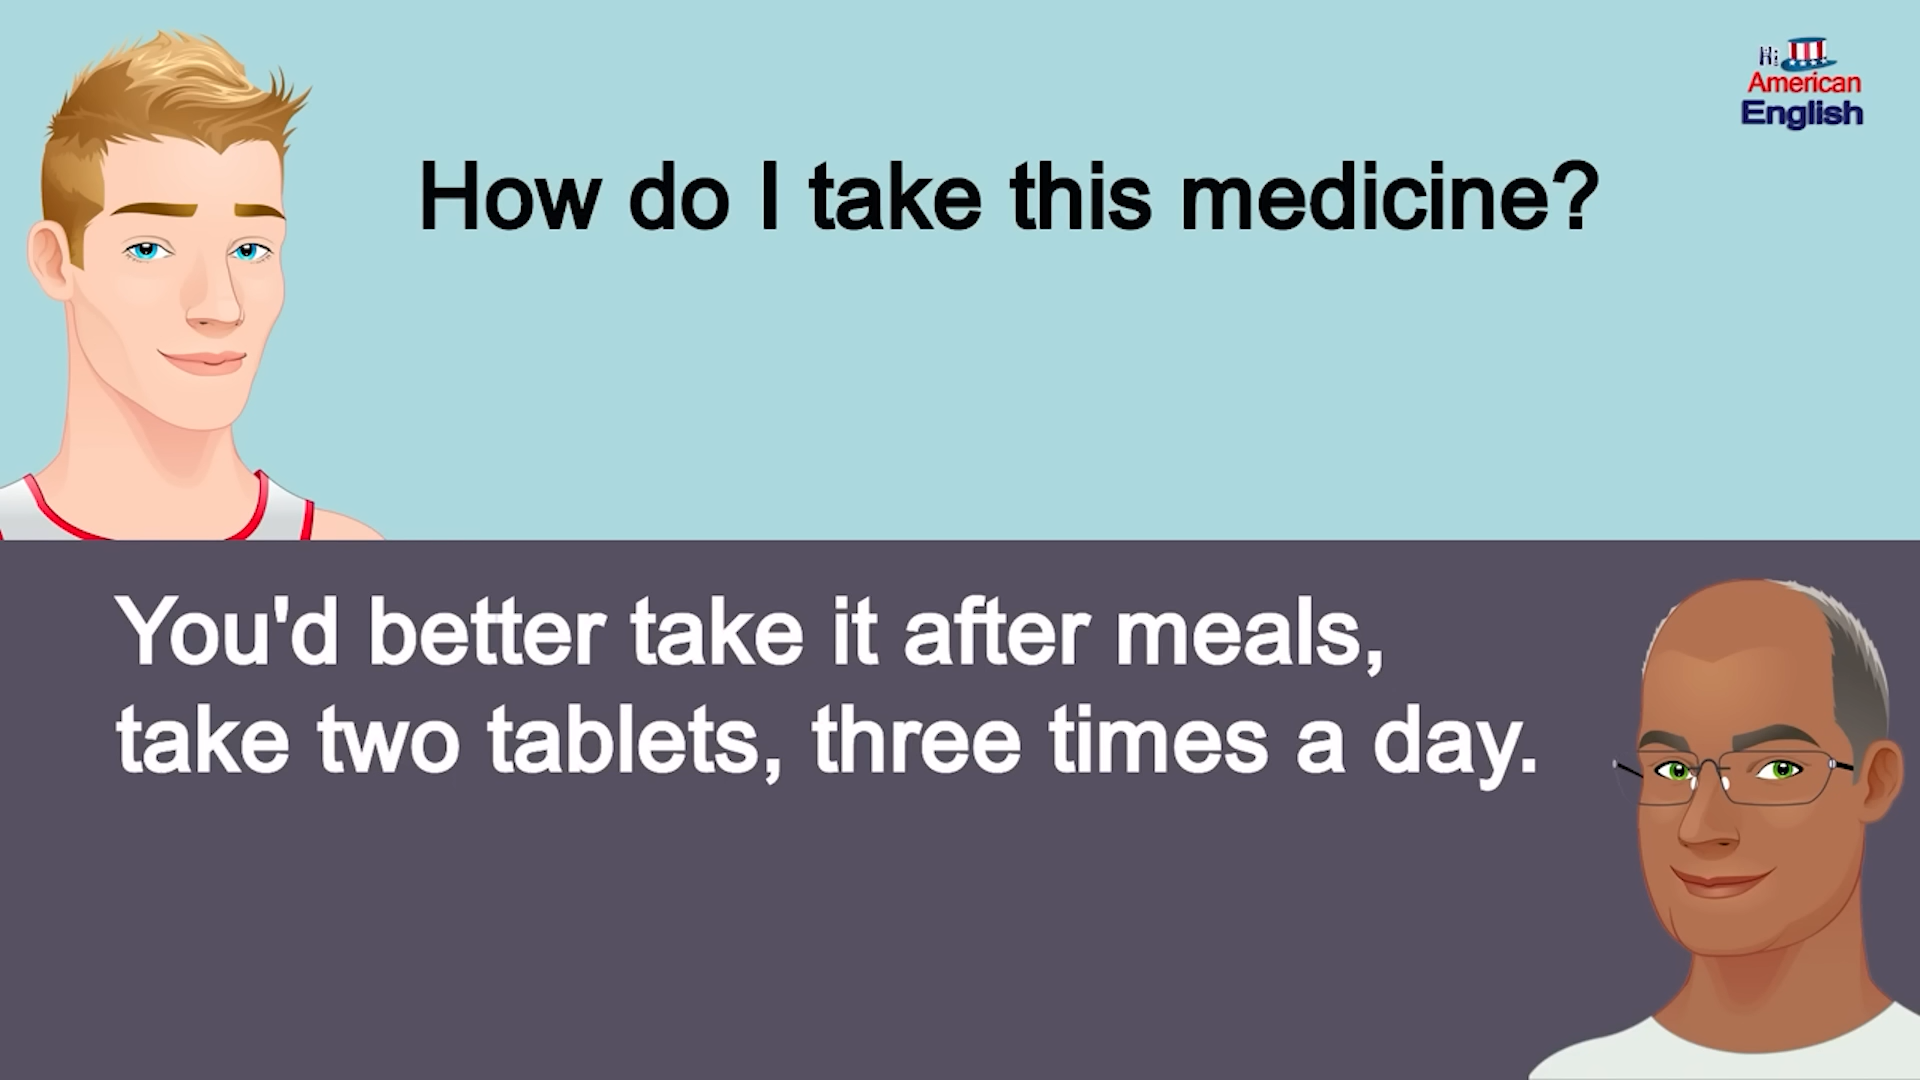 Hi
American
English
How do I take this medicine?
You'd better take it after meals,
take two tablets, three times a day.